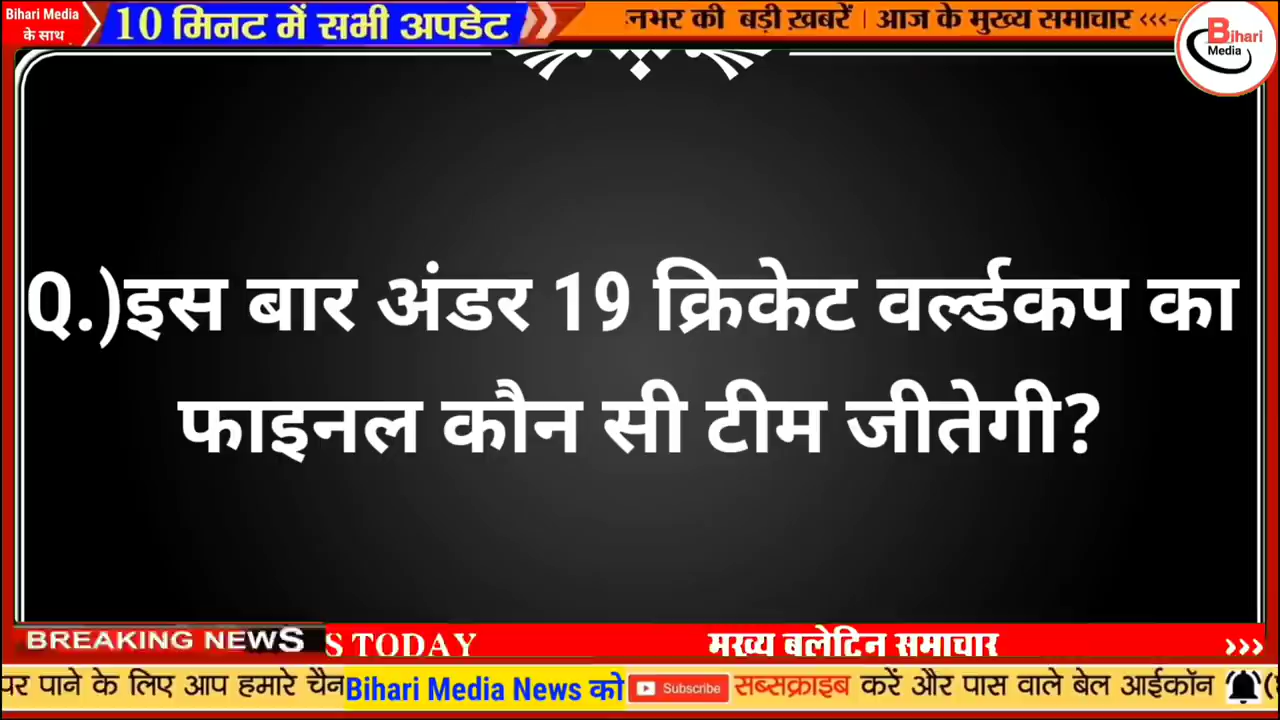 Bihari Media
के साथ
10 मिनट में सभी अपडेट
नभर की बड़ी ख़बरें | आज के मुख्य समाचार <<<-
Bihari
Media
Q.)इस बार अंडर 19 क्रिकेट वर्ल्डकप का
फाइनल कौन सी टीम जीतेगी?
BREAKING NEWS
S TODAY
मुख्य बुलेटिन समाचार
>>>
पर पाने के लिए आप हमारे चैन
Bihari Media News को
Subscribe
सब्सक्राइब करें और पास वाले बेल आईकॉन